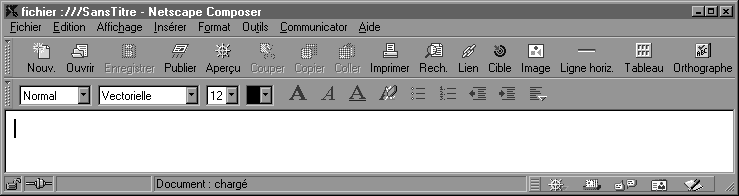 fichier :///SansTitre - Netscape Composer
Fichier Edition Affichage Insérer Format Outils Communicator Aide
Nouv. Ouvrir Enregistrer Publier Aperçu Couper Copier Coller Imprimer Rech. Lien Cible Image Ligne horiz. Tableau Orthographe
Normal Vectorielle 12 A A A A
Document : chargé